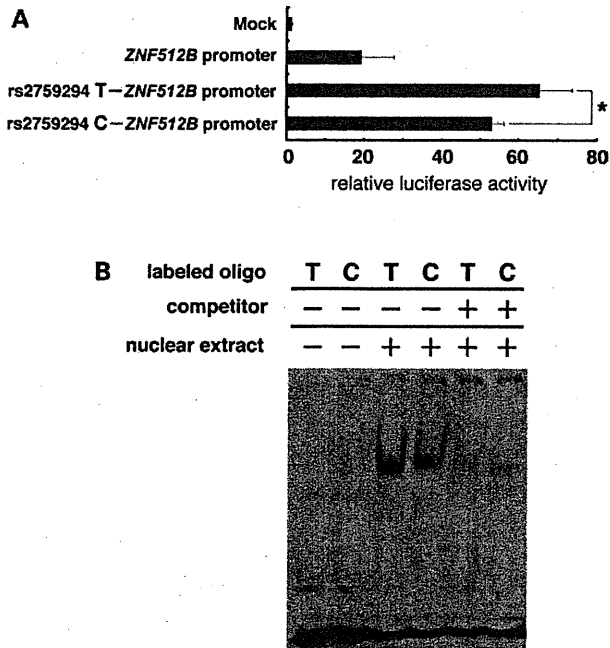 A
Mock
ZNF512B promoter
rs2759294 T–ZNF512B promoter
rs2759294 C–ZNF512B promoter
*
0 20 40 60 80
relative luciferase activity
B
labeled oligo T C T C T C
competitor – – – – + +
nuclear extract – – + + + +